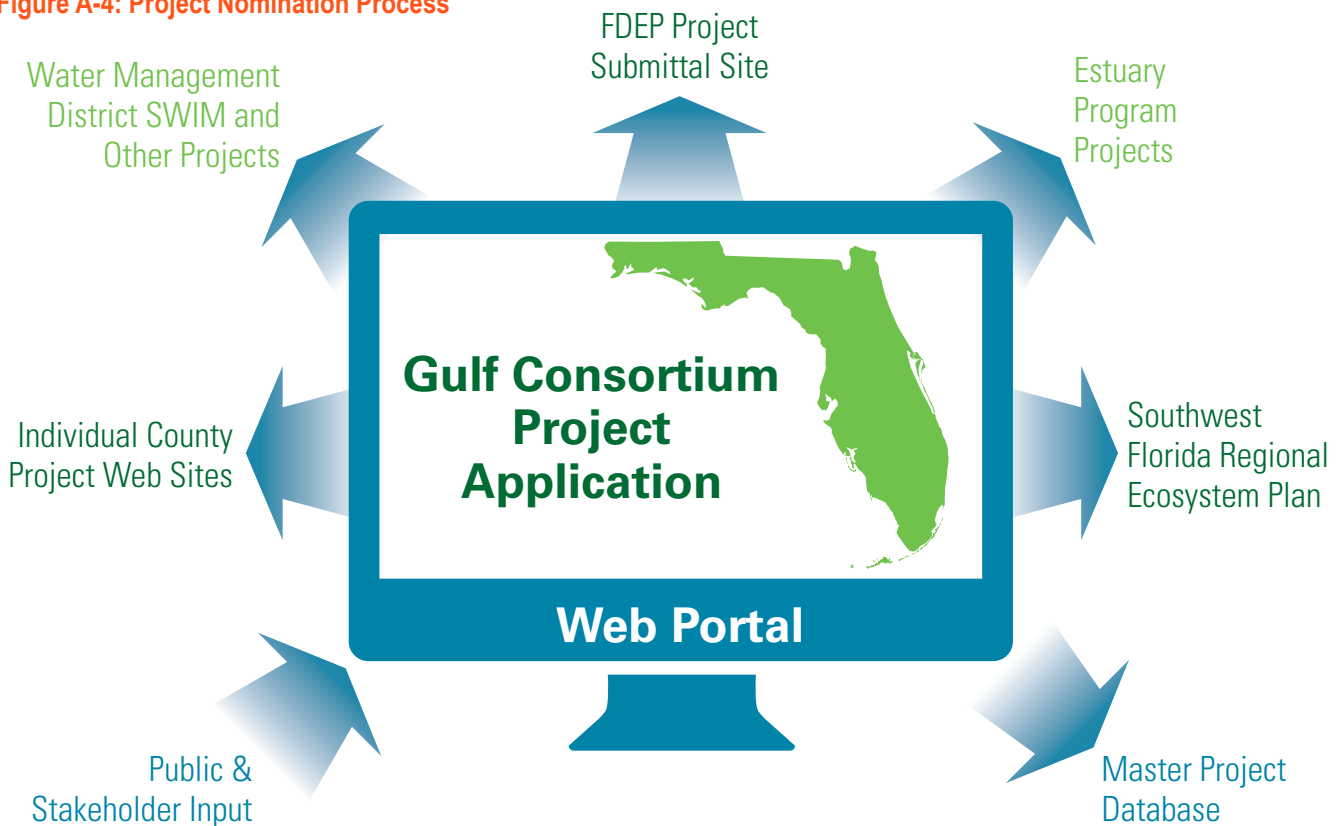 Figure A-4: Project Nomination Process
FDEP Project
Submittal Site
Water Management
District SWIM and
Other Projects
Estuary
Program
Projects
Gulf Consortium
Project
Application
Individual County
Project Web Sites
Southwest
Florida Regional
Ecosystem Plan
Web Portal
Public &
Stakeholder Input
Master Project
Database